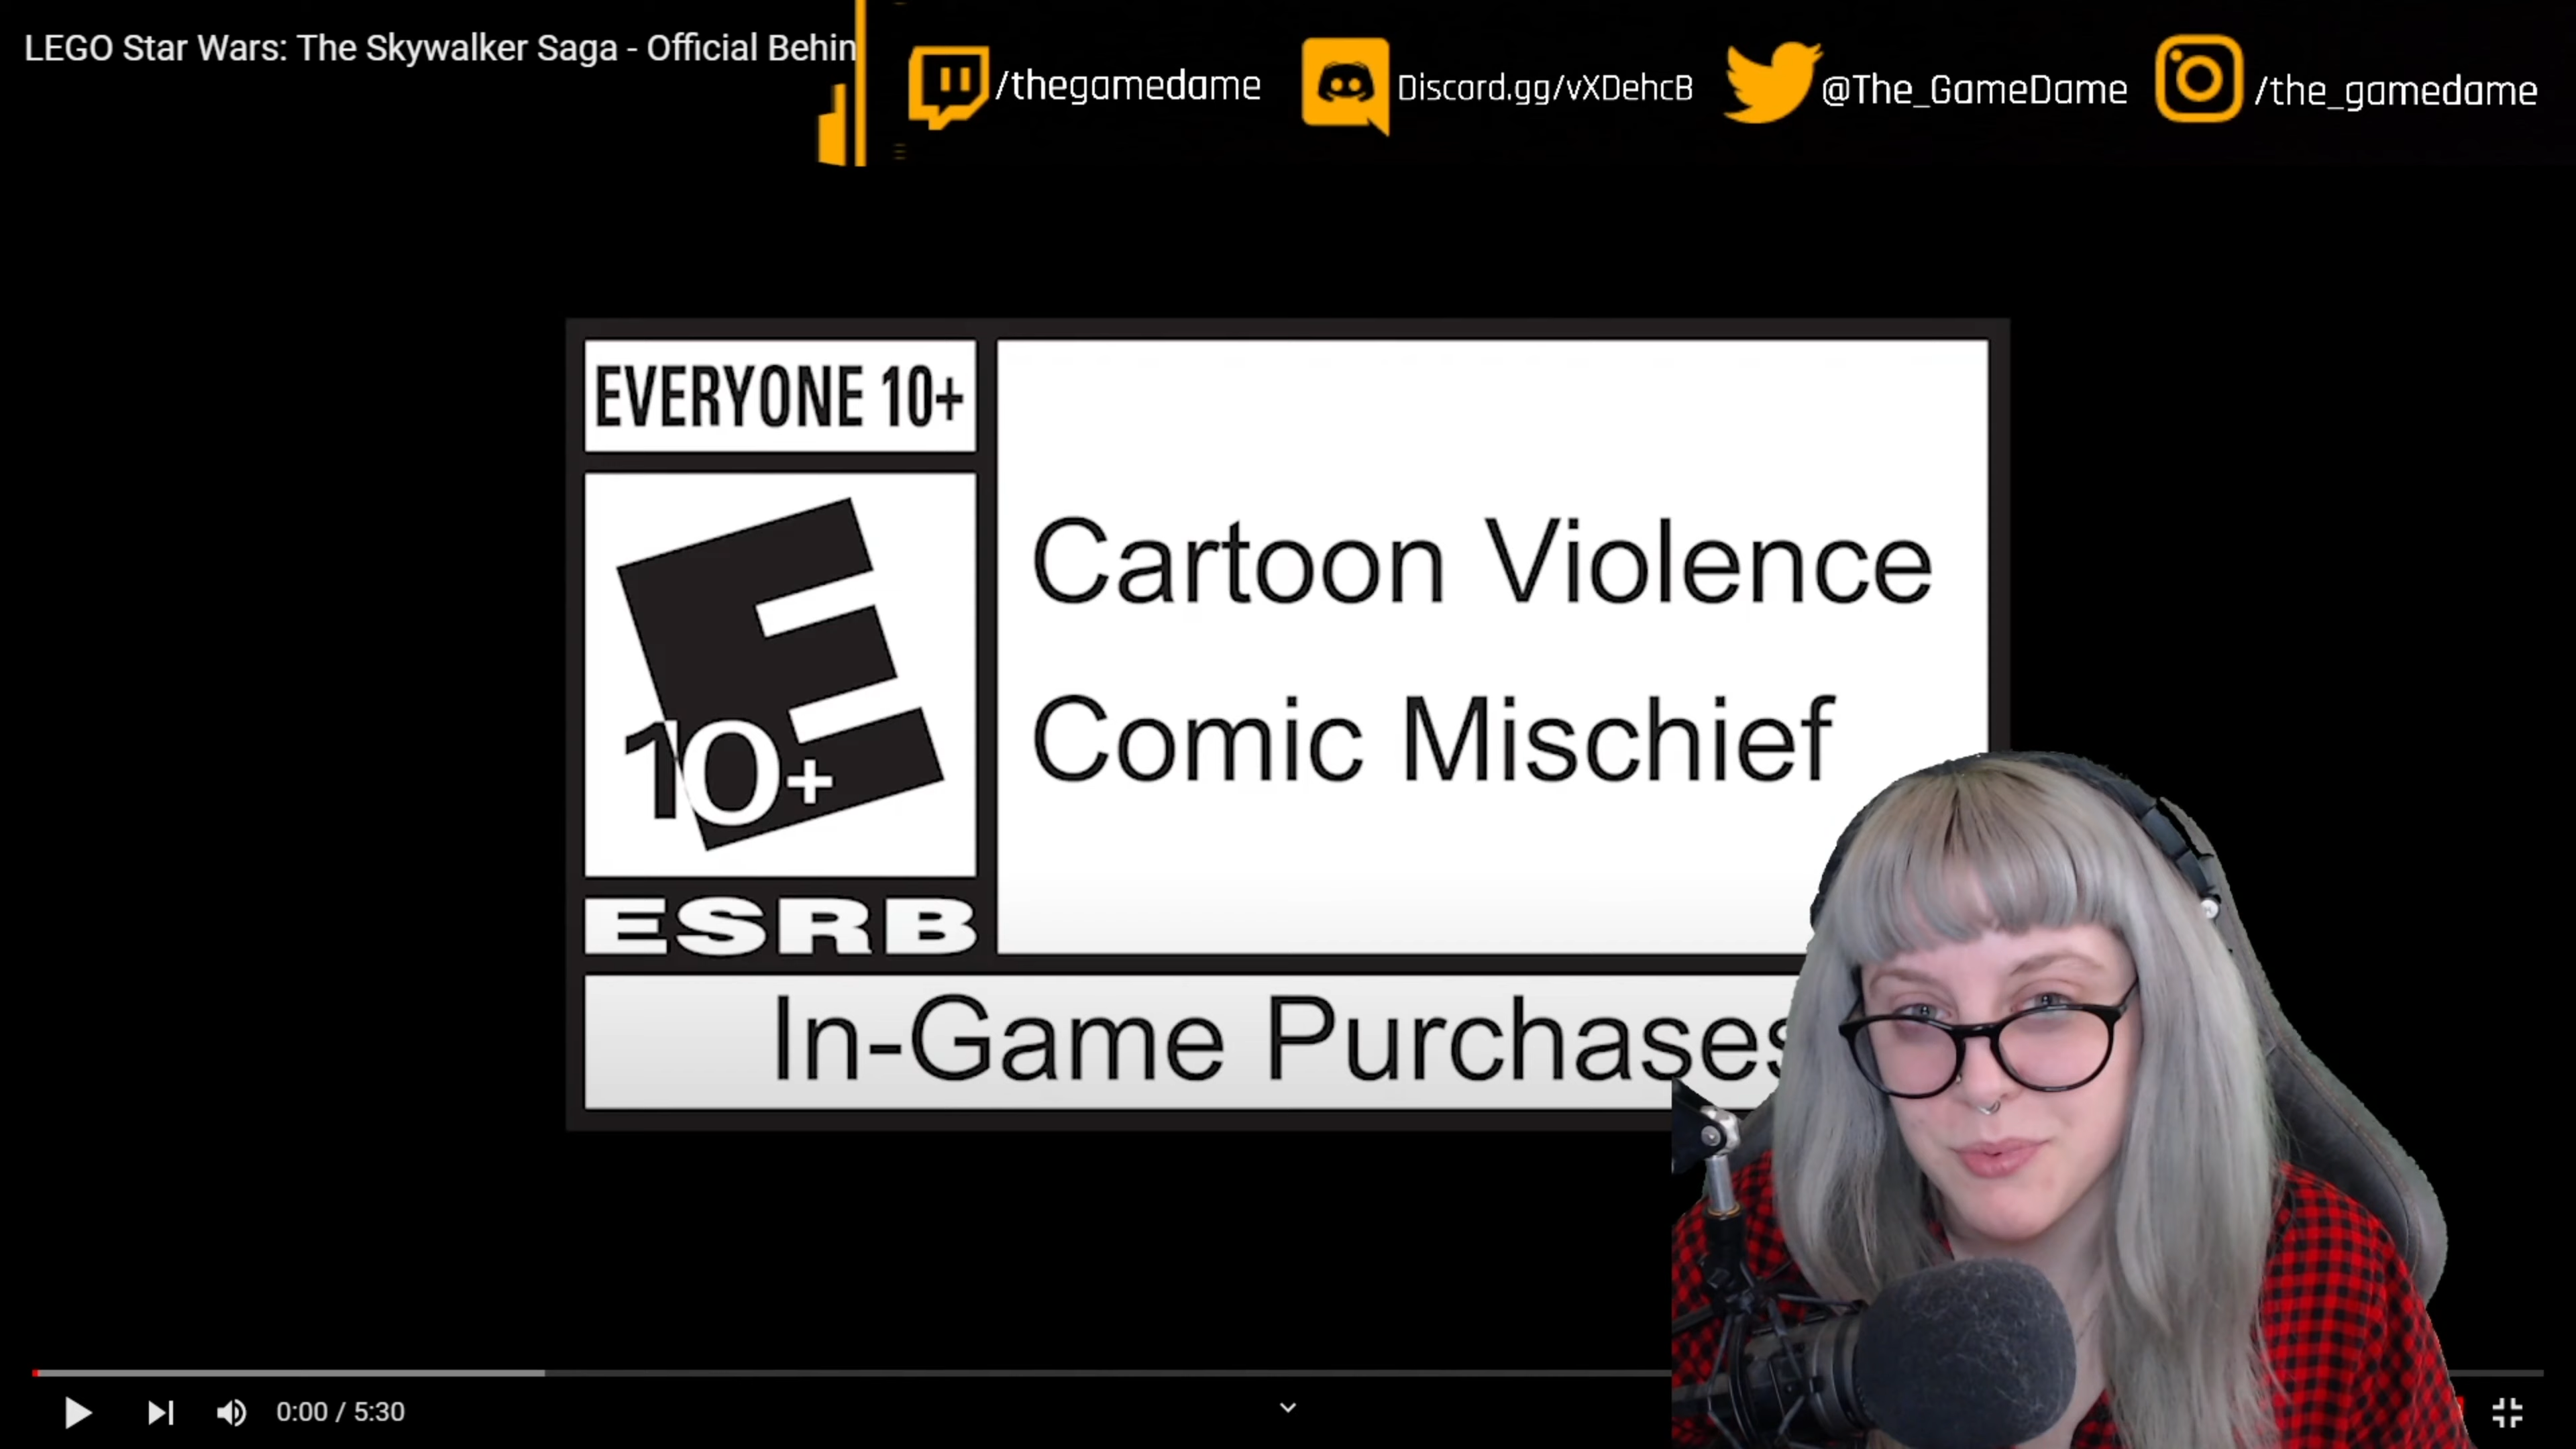 LEGO Star Wars: The Skywalker Saga - Official Behin
/thegamedame
Discord.gg/vXDehcB
@The_GameDame
/the_gamedame
EVERYONE 10+
E
10+
ESRB
Cartoon Violence
Comic Mischief
In-Game Purchases
0:00 / 5:30